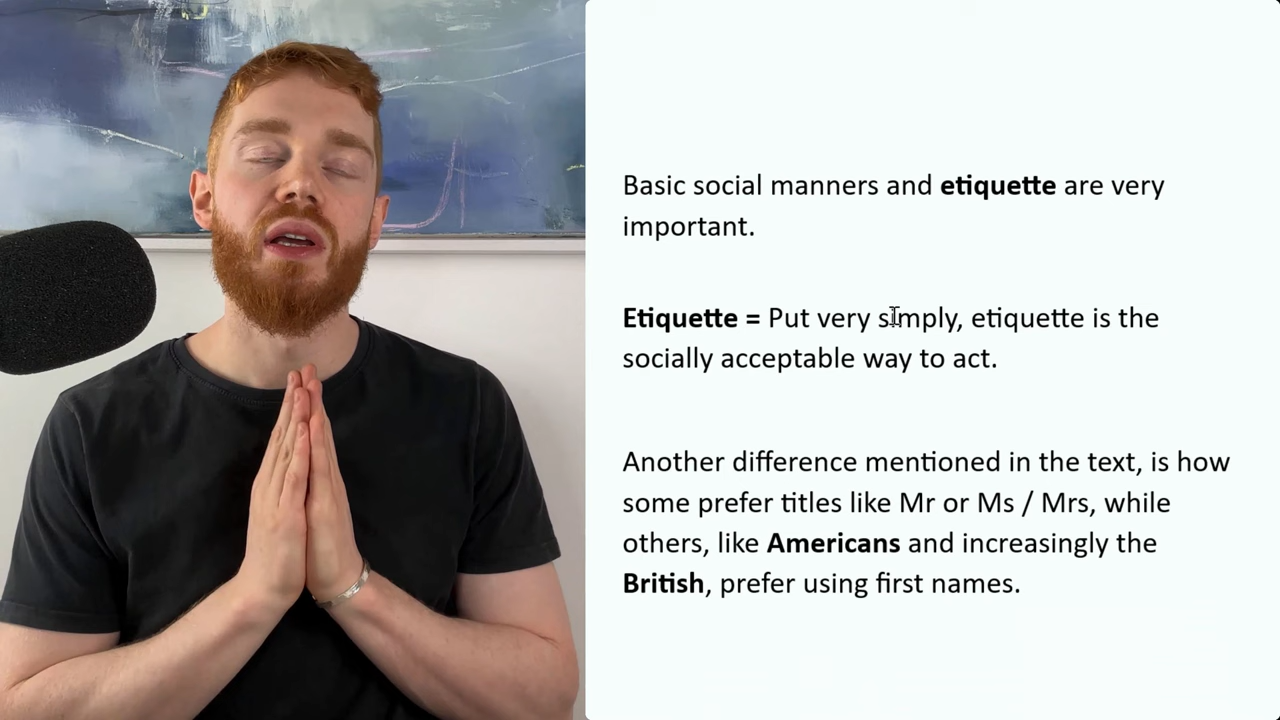 Basic social manners and etiquette are very
important.
Etiquette = Put very simply, etiquette is the
socially acceptable way to act.
Another difference mentioned in the text, is how
some prefer titles like Mr or Ms / Mrs, while
others, like Americans and increasingly the
British, prefer using first names.